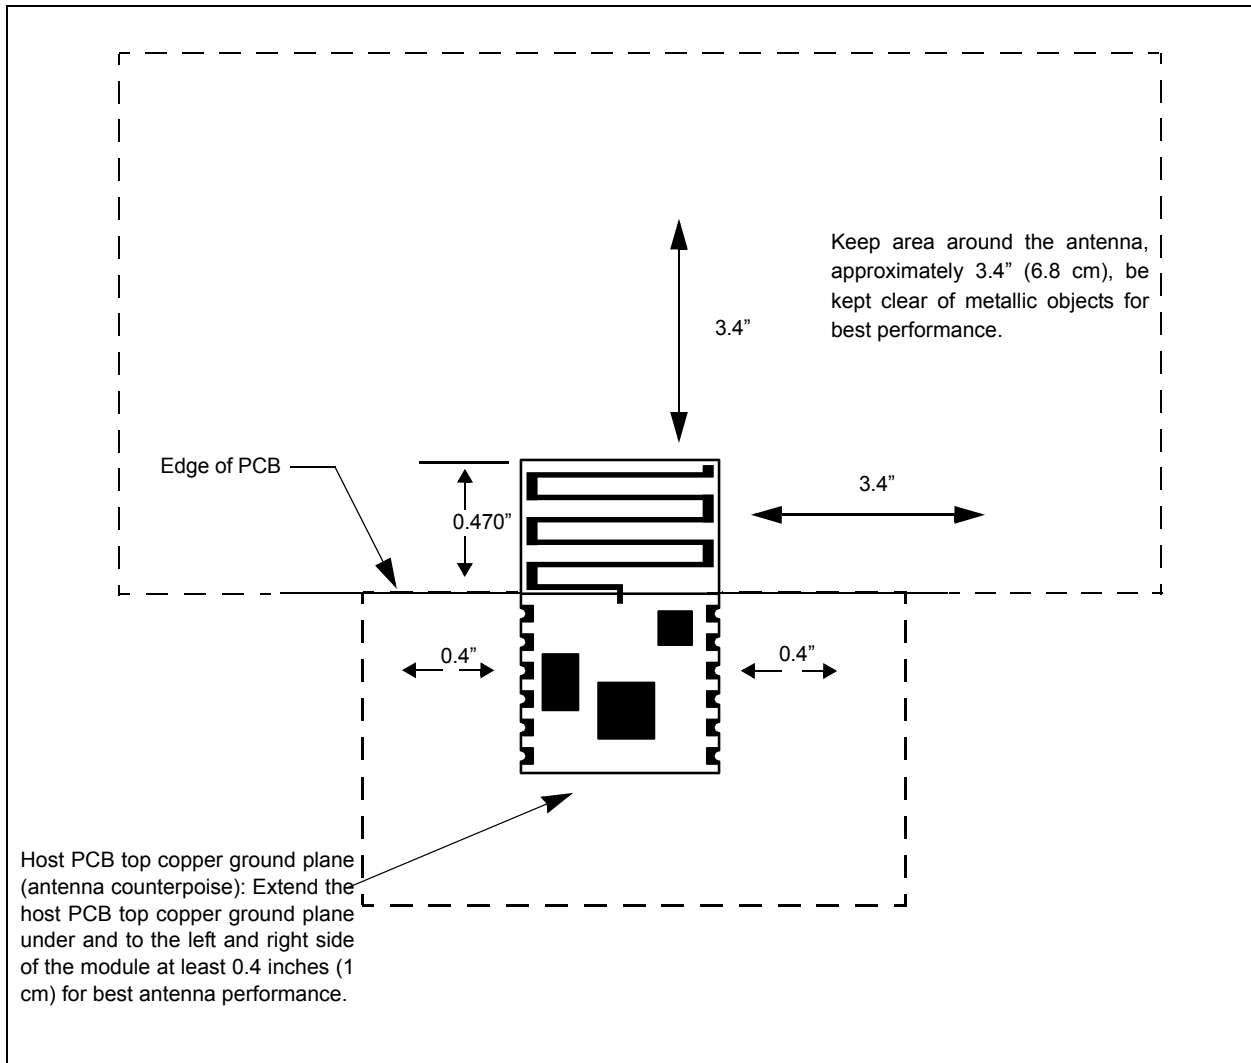 Keep area around the antenna,
approximately 3.4” (6.8 cm), be
kept clear of metallic objects for
best performance.
3.4”
Edge of PCB
3.4”
0.470”
0.4”
0.4”
Host PCB top copper ground plane
(antenna counterpoise): Extend the
host PCB top copper ground plane
under and to the left and right side
of the module at least 0.4 inches (1
cm) for best antenna performance.